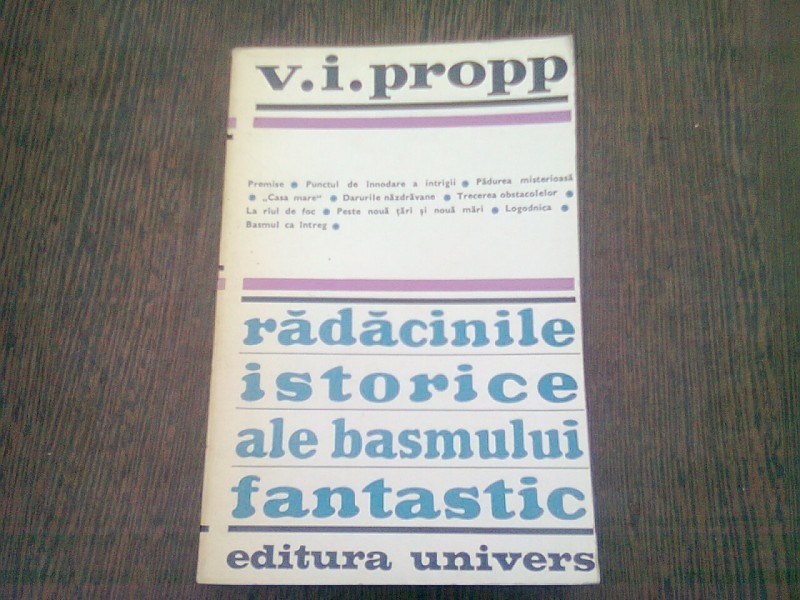 v.i.propp
Premise • Punctul de înnodare a intrigii • Pădurea misterioasă
• „Casa mare" • Darurile năzdrăvane • Trecerea obstacolelor •
La rîul de foc • Peste nouă țări și nouă mări • Logodnica •
Basmul ca întreg •
rădăcinile
istorice
ale basmului
fantastic
editura univers